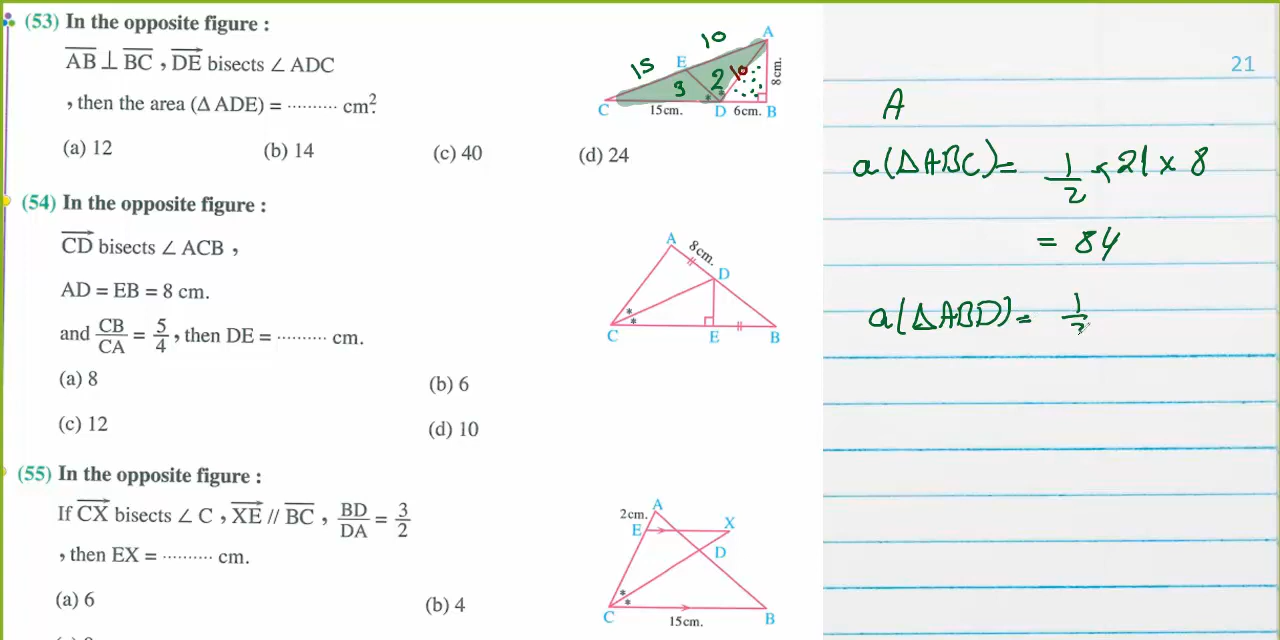 (53) In the opposite figure :
AB ⊥ BC , DE bisects ∠ ADC
, then the area (Δ ADE) = ·········· cm²
(a) 12
(b) 14
(c) 40
(d) 24
A
E
C
D
B
10
15
10
2
3
8cm.
15cm.
6cm.
(54) In the opposite figure :
CD bisects ∠ ACB ,
AD = EB = 8 cm.
and CB/CA = 5/4 , then DE = ·········· cm.
(a) 8
(b) 6
(c) 12
(d) 10
A
8cm.
D
C
E
B
(55) In the opposite figure :
If CX bisects ∠ C , XE // BC , BD/DA = 3/2
, then EX = ·········· cm.
(a) 6
(b) 4
A
2cm.
E
X
D
C
B
15cm.
21
A
a(ΔABC) = 1/2 × 21 × 8
= 84
a(ΔABD) = 1/2